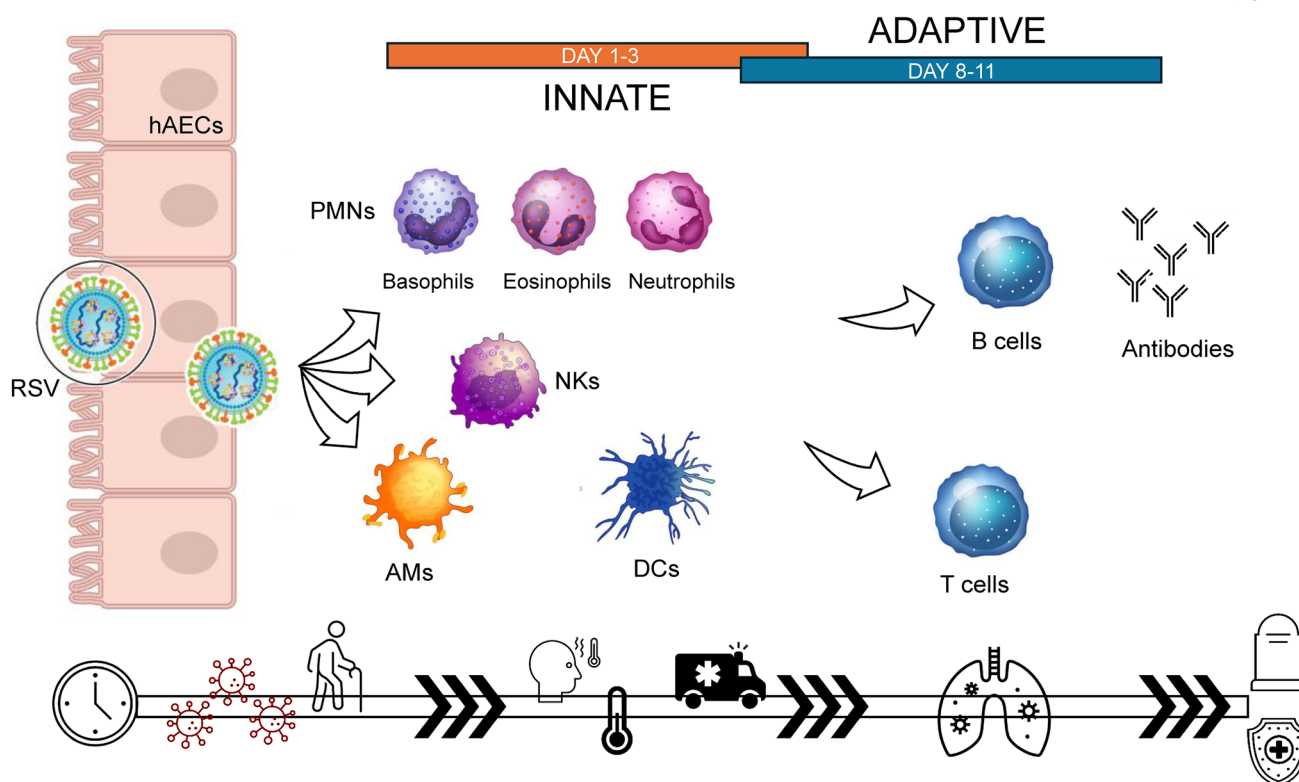 ADAPTIVE
DAY 1-3
DAY 8-11
INNATE
hAECs
PMNs
Basophils
Eosinophils
Neutrophils
B cells
Antibodies
RSV
NKs
AMs
DCs
T cells